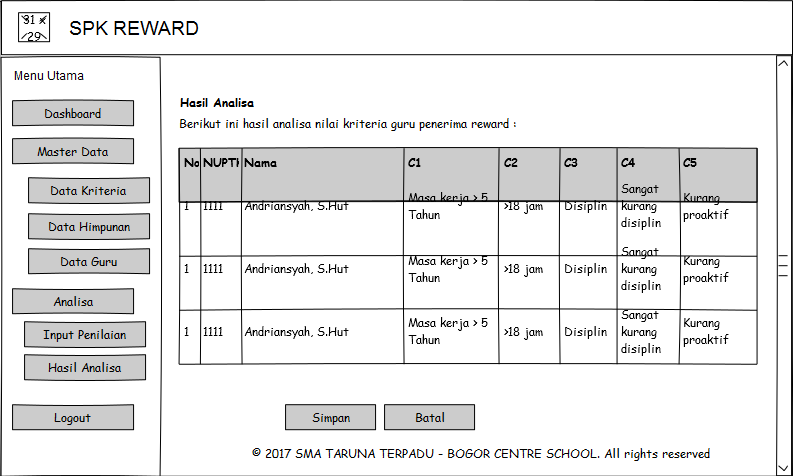 31 x
29
SPK REWARD
Menu Utama
Dashboard
Master Data
Data Kriteria
Data Himpunan
Data Guru
Analisa
Input Penilaian
Hasil Analisa
Logout
Hasil Analisa
Berikut ini hasil analisa nilai kriteria guru penerima reward :
No NUPTK Nama C1 C2 C3 C4 C5
1 1111 Andriansyah, S.Hut Masa kerja > 5 Tahun >18 jam Disiplin Sangat kurang disiplin Kurang proaktif
1 1111 Andriansyah, S.Hut Masa kerja > 5 Tahun >18 jam Disiplin Sangat kurang disiplin Kurang proaktif
1 1111 Andriansyah, S.Hut Masa kerja > 5 Tahun >18 jam Disiplin Sangat kurang disiplin Kurang proaktif
Simpan Batal
© 2017 SMA TARUNA TERPADU - BOGOR CENTRE SCHOOL. All rights reserved